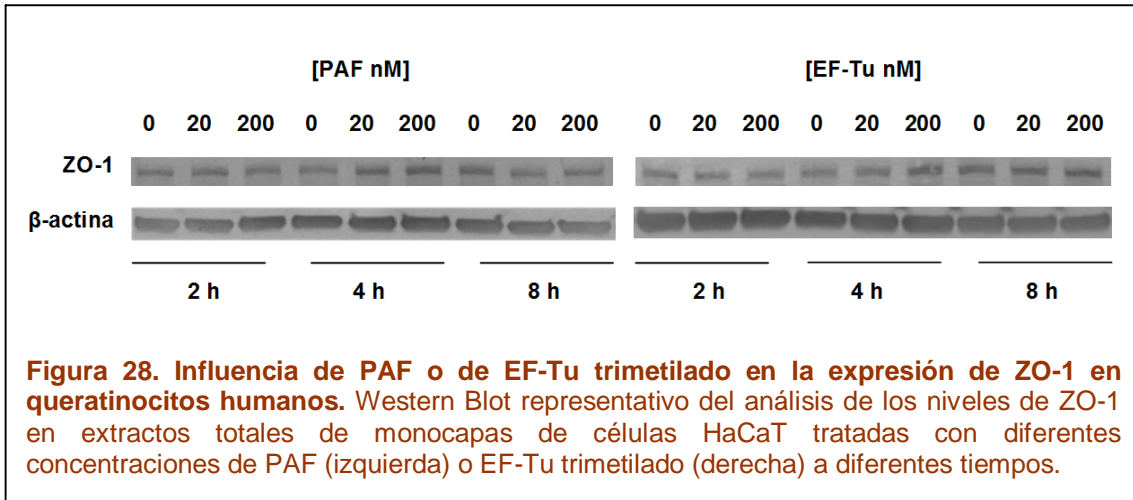 [PAF nM] [EF-Tu nM]
0 20 200 0 20 200 0 20 200 0 20 200 0 20 200 0 20 200
ZO-1
β-actina
2 h 4 h 8 h 2 h 4 h 8 h
Figura 28. Influencia de PAF o de EF-Tu trimetilado en la expresión de ZO-1 en
queratinocitos humanos. Western Blot representativo del análisis de los niveles de ZO-1
en extractos totales de monocapas de células HaCaT tratadas con diferentes
concentraciones de PAF (izquierda) o EF-Tu trimetilado (derecha) a diferentes tiempos.